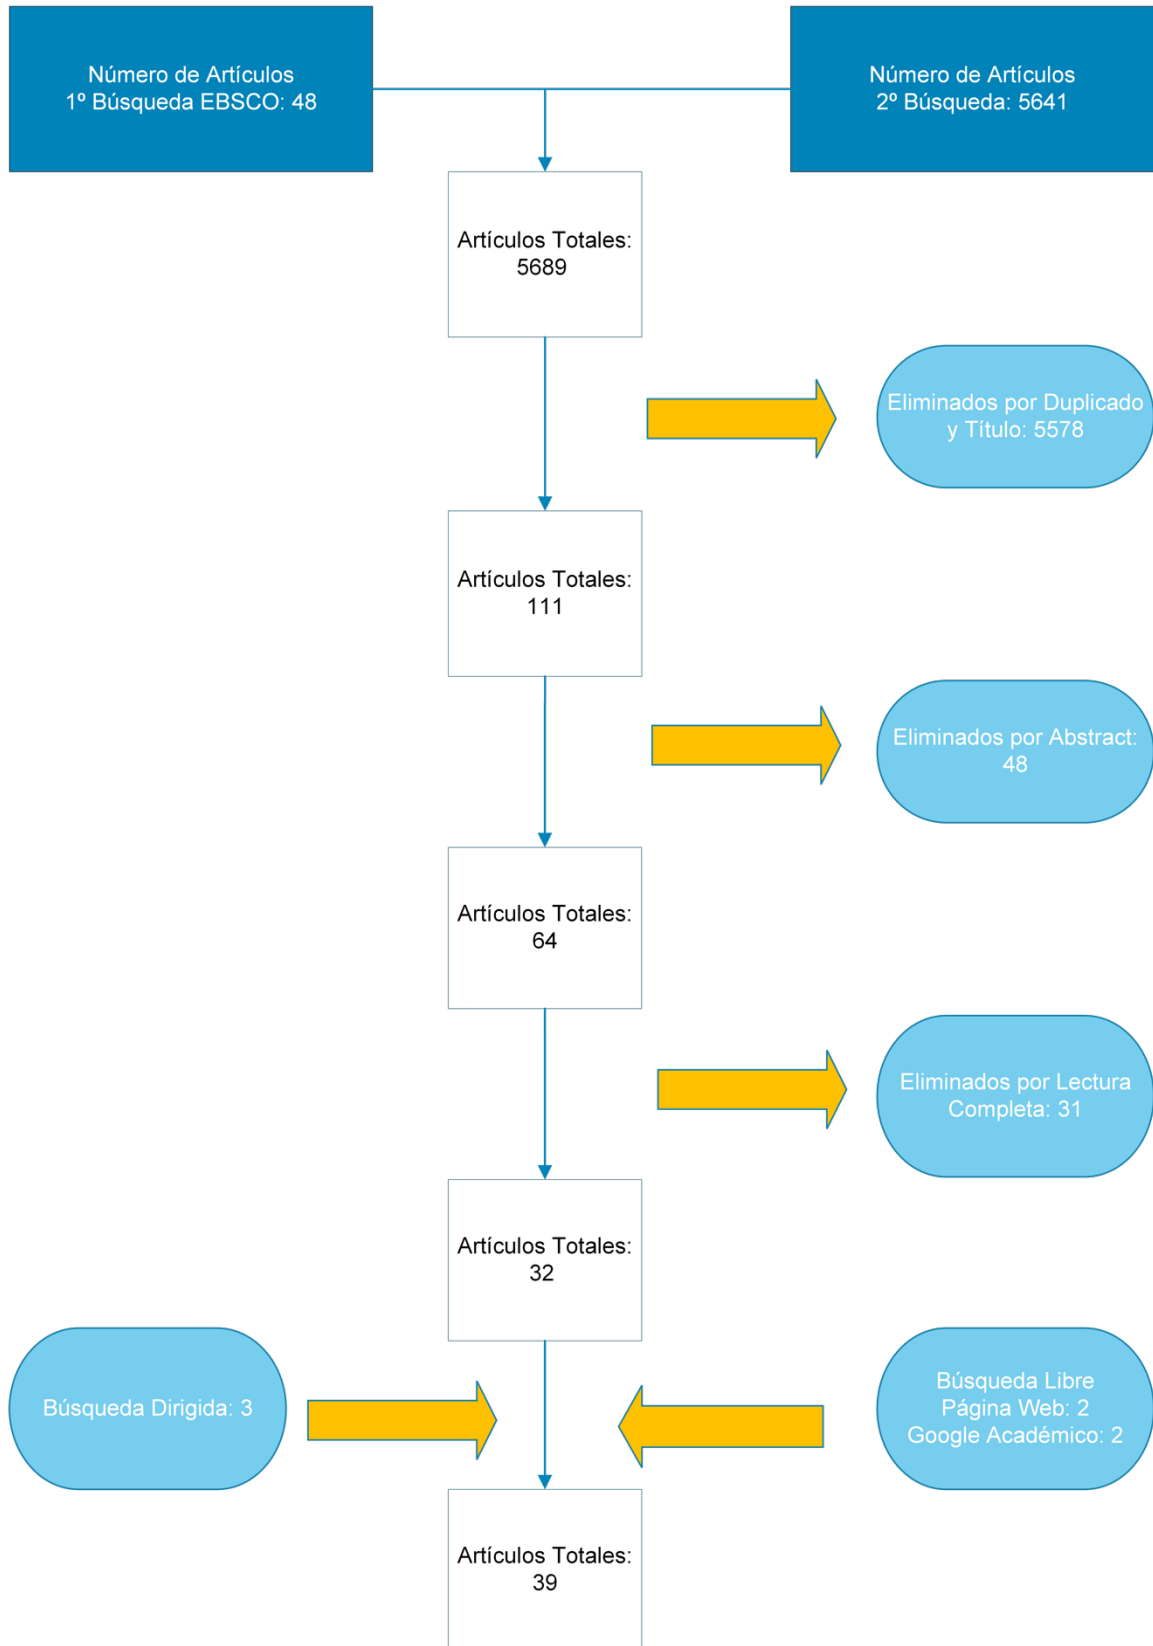 Número de Artículos
1º Búsqueda EBSCO: 48
Número de Artículos
2º Búsqueda: 5641
Artículos Totales:
5689
Eliminados por Duplicado
y Título: 5578
Artículos Totales:
111
Eliminados por Abstract:
48
Artículos Totales:
64
Eliminados por Lectura
Completa: 31
Artículos Totales:
32
Búsqueda Dirigida: 3
Búsqueda Libre
Página Web: 2
Google Académico: 2
Artículos Totales:
39